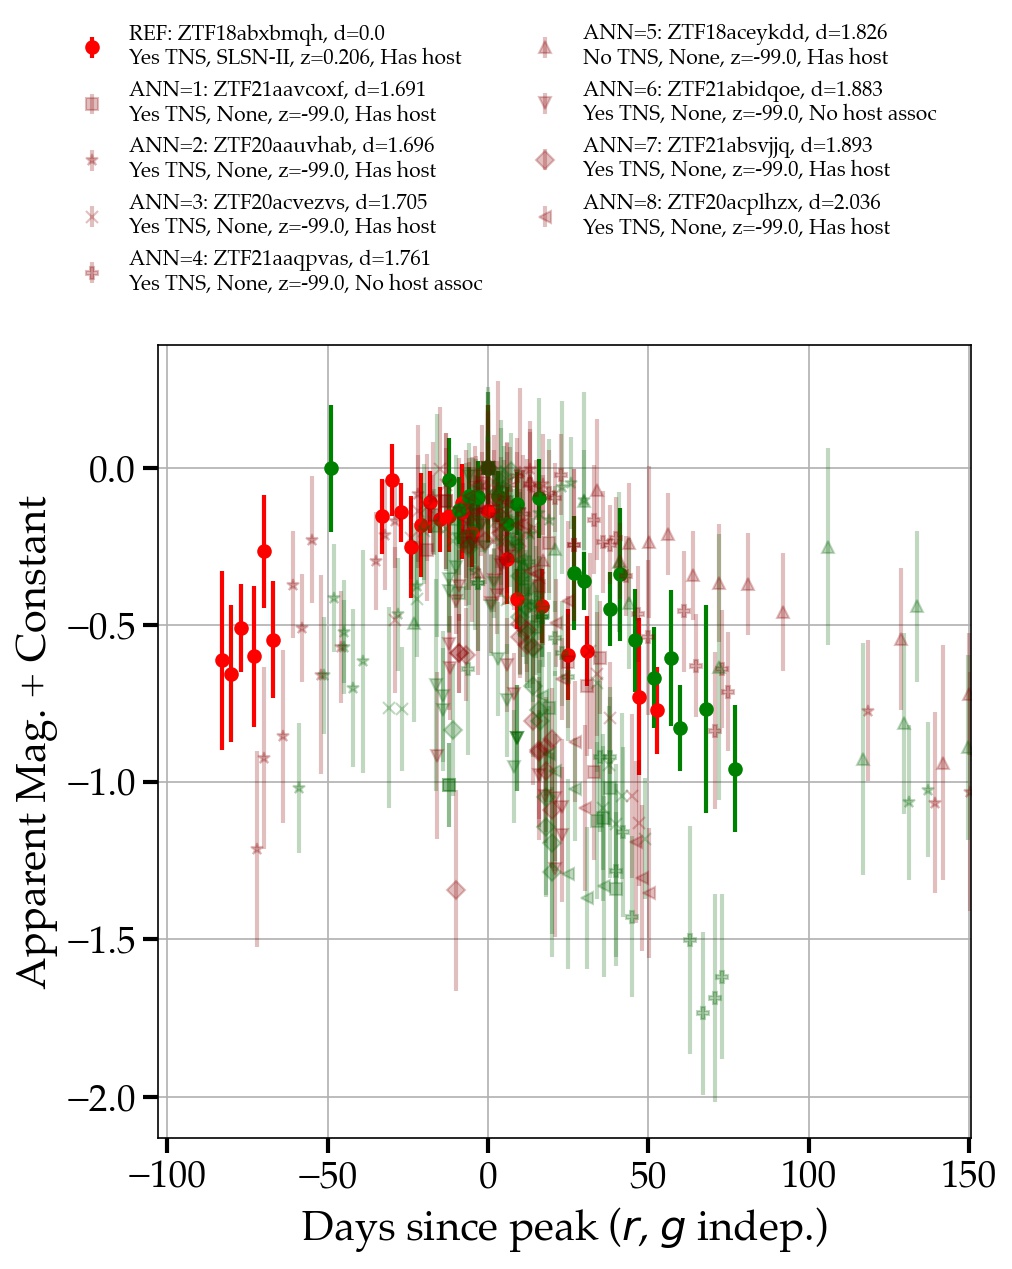 REF: ZTF18abxbmqh, d=0.0
Yes TNS, SLSN-II, z=0.206, Has host
ANN=1: ZTF21aavcoxf, d=1.691
Yes TNS, None, z=-99.0, Has host
ANN=2: ZTF20aauvhab, d=1.696
Yes TNS, None, z=-99.0, Has host
ANN=3: ZTF20acvezvs, d=1.705
Yes TNS, None, z=-99.0, Has host
ANN=4: ZTF21aaqpvas, d=1.761
Yes TNS, None, z=-99.0, No host assoc
ANN=5: ZTF18aceykdd, d=1.826
No TNS, None, z=-99.0, Has host
ANN=6: ZTF21abidqoe, d=1.883
Yes TNS, None, z=-99.0, No host assoc
ANN=7: ZTF21absvjjq, d=1.893
Yes TNS, None, z=-99.0, Has host
ANN=8: ZTF20acplhzx, d=2.036
Yes TNS, None, z=-99.0, Has host
Apparent Mag. + Constant
0.0
−0.5
−1.0
−1.5
−2.0
−100 −50 0 50 100 150
Days since peak (r, g indep.)